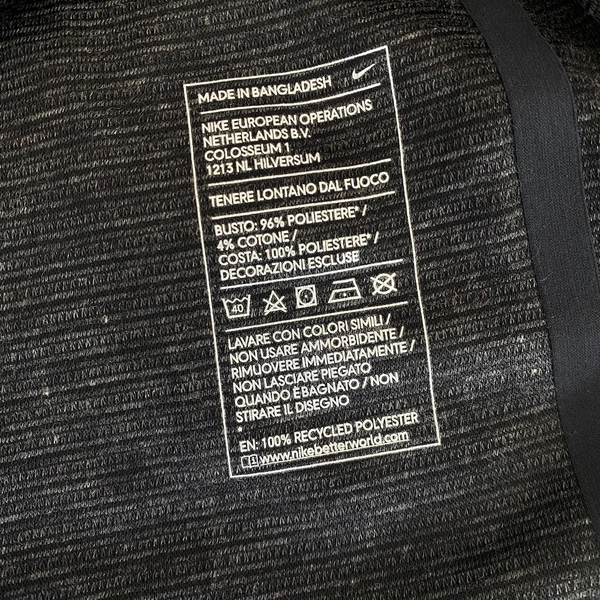 MADE IN BANGLADESH
NIKE EUROPEAN OPERATIONS
NETHERLANDS B.V.
COLOSSEUM 1
1213 NL HILVERSUM
TENERE LONTANO DAL FUOCO
BUSTO: 96% POLIESTERE* /
4% COTONE /
COSTA: 100% POLIESTERE* /
DECORAZIONI ESCLUSE
40
LAVARE CON COLORI SIMILI /
NON USARE AMMORBIDENTE /
RIMUOVERE IMMEDIATAMENTE /
NON LASCIARE PIEGATO
QUANDO È BAGNATO / NON
STIRARE IL DISEGNO
*
EN: 100% RECYCLED POLYESTER
www.nikebetterworld.com